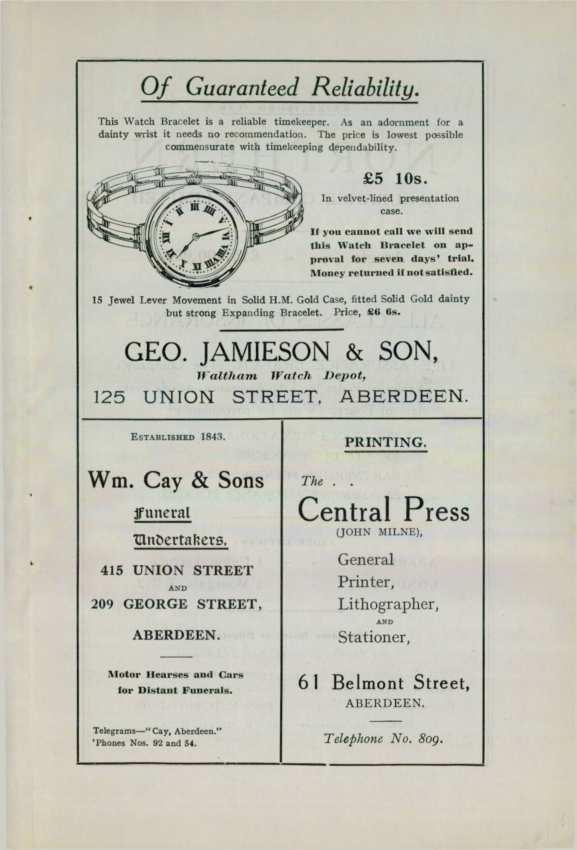 Of Guaranteed Reliability.
This Watch Bracelet is a reliable timekeeper. As an adornment for a
dainty wrist it needs no recommendation. The price is lowest possible
commensurate with timekeeping dependability.
£5 10s.
In velvet-lined presentation
case.
If you cannot call we will send
this Watch Bracelet on ap-
proval for seven days' trial.
Money returned if not satisfied.
15 Jewel Lever Movement in Solid H.M. Gold Case, fitted Solid Gold dainty
but strong Expanding Bracelet. Price, £6 6s.
GEO. JAMIESON & SON,
Waltham Watch Depot,
125 UNION STREET, ABERDEEN.
ESTABLISHED 1843.
Wm. Cay & Sons
Funeral
Undertakers,
415 UNION STREET
AND
209 GEORGE STREET,
ABERDEEN.
Motor Hearses and Cars
for Distant Funerals.
Telegrams—"Cay, Aberdeen."
'Phones Nos. 92 and 54.
PRINTING.
The . .
Central Press
(JOHN MILNE),
General
Printer,
Lithographer,
AND
Stationer,
61 Belmont Street,
ABERDEEN.
Telephone No. 809.